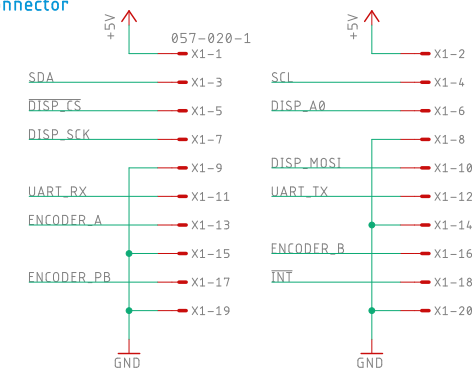 onnector
+5V +5V
057-020-1
X1-1 X1-2
SDA X1-3 SCL X1-4
DISP_CS X1-5 DISP_A0 X1-6
DISP_SCK X1-7 X1-8
X1-9 DISP_MOSI X1-10
UART_RX X1-11 UART_TX X1-12
ENCODER_A X1-13 X1-14
X1-15 ENCODER_B X1-16
ENCODER_PB X1-17 INT X1-18
X1-19 X1-20
GND GND